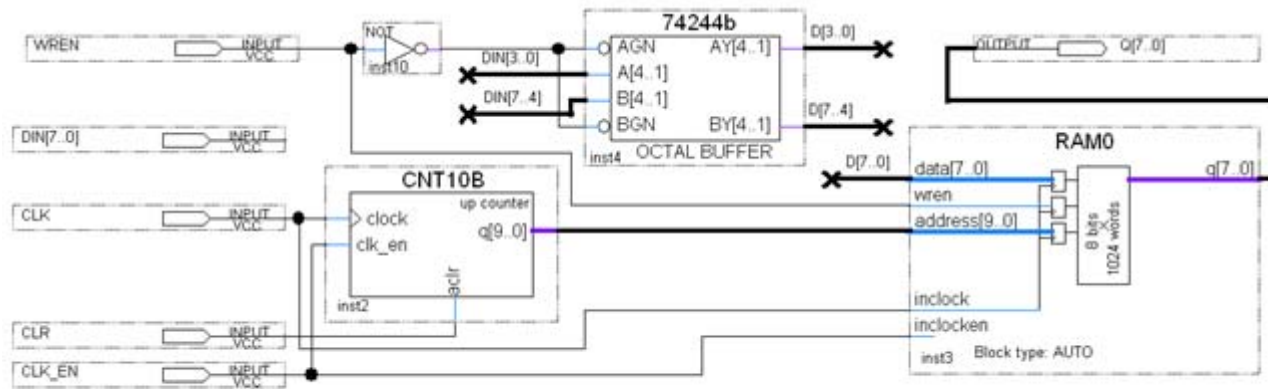 WREN
INPUT
VCC
NOT
inst10
74244b
AGN
A[4..1]
B[4..1]
BGN
AY[4..1]
BY[4..1]
inst4
OCTAL BUFFER
DIN[3..0]
DIN[7..4]
D[3..0]
D[7..4]
OUTPUT
Q[7..0]
DIN[7..0]
INPUT
VCC
CNT10B
up counter
clock
clk_en
q[9..0]
aclr
inst2
RAM0
D[7..0]
data[7..0]
wren
address[9..0]
inclock
inclocken
q[7..0]
8 bits
×
1024 words
inst3
Block type: AUTO
CLK
INPUT
VCC
CLR
INPUT
VCC
CLK_EN
INPUT
VCC